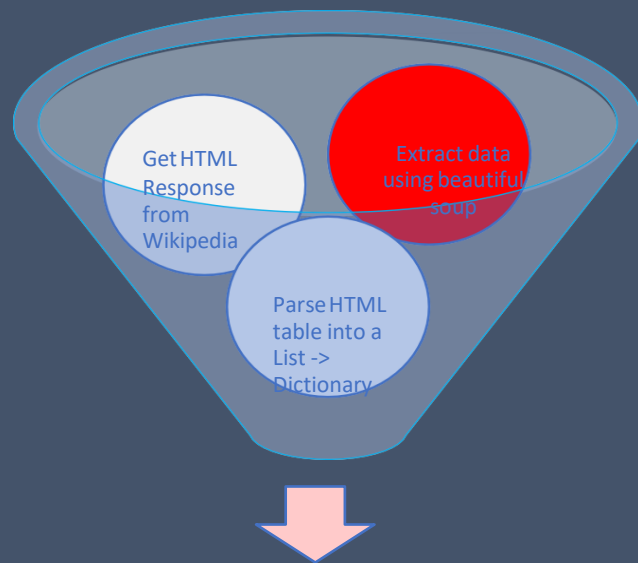 Get HTML
Response
from
Wikipedia
Extract data
using beautiful
soup
Parse HTML
table into a
List ->
Dictionary